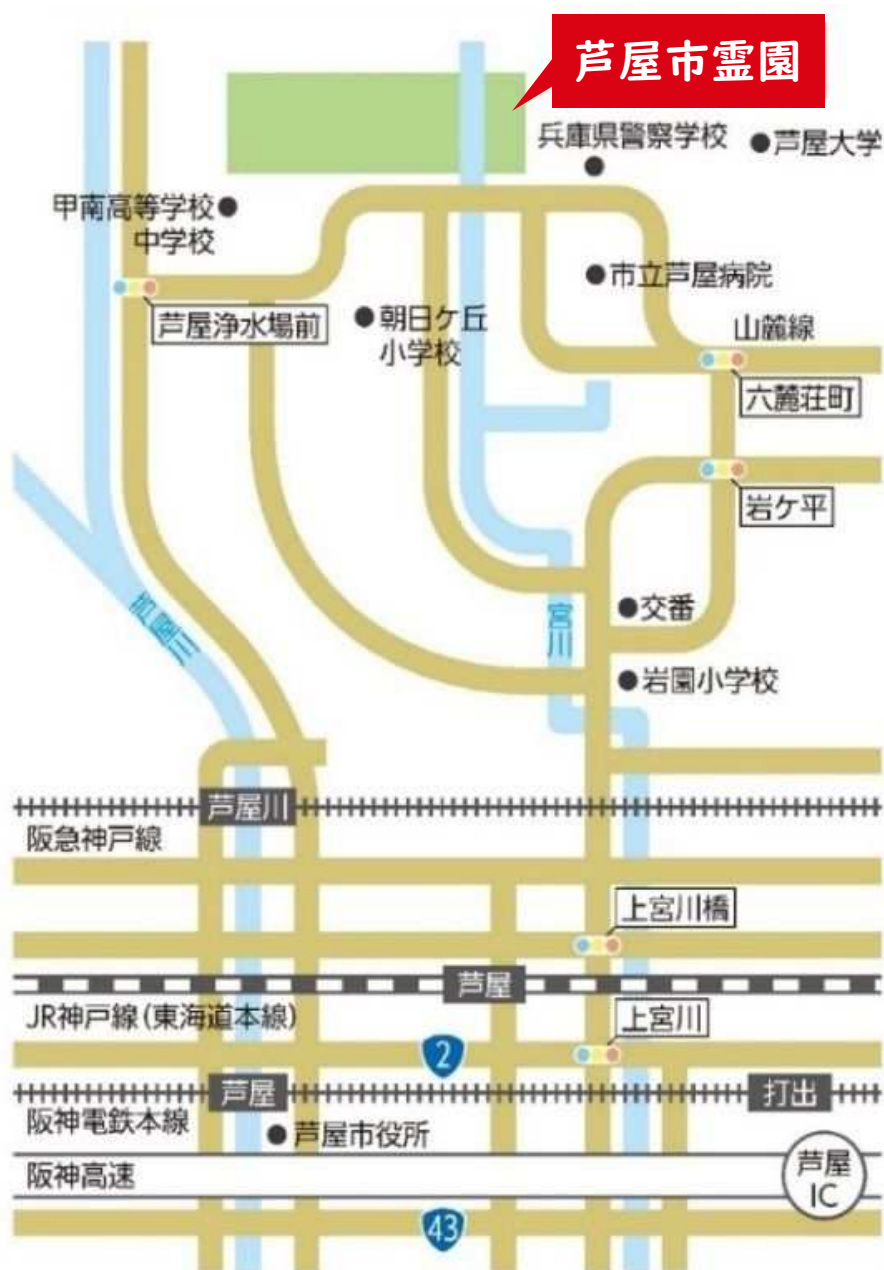 芦屋市霊園
兵庫県警察学校
芦屋大学
甲南高等学校
中学校
市立芦屋病院
芦屋浄水場前
朝日ケ丘
小学校
山麓線
六麓荘町
岩ケ平
芦屋川
宮川
交番
岩園小学校
芦屋川
阪急神戸線
上宮川橋
芦屋
JR神戸線(東海道本線)
上宮川
2
芦屋
打出
阪神電鉄本線
芦屋市役所
阪神高速
芦屋
IC
43